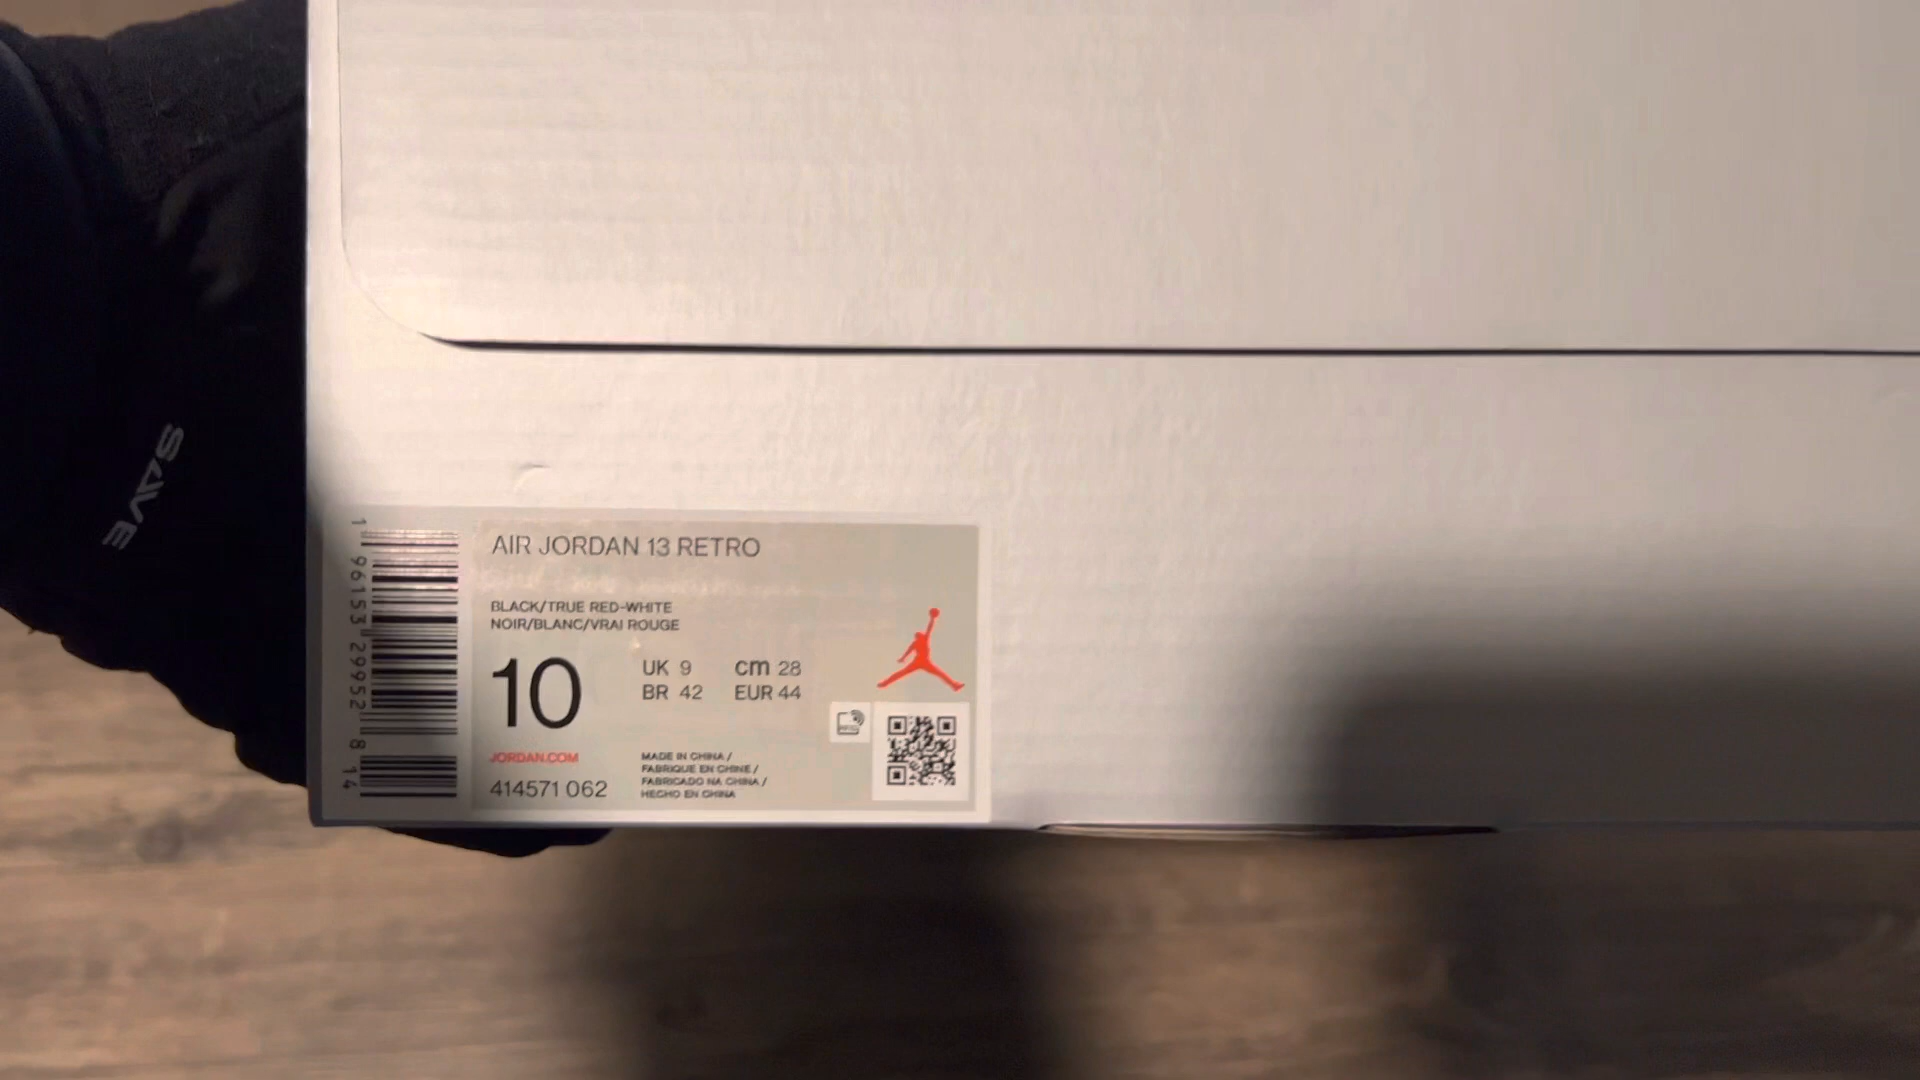 SAVE
1 96153 29952 8 14
AIR JORDAN 13 RETRO
BLACK/TRUE RED-WHITE
NOIR/BLANC/VRAI ROUGE
10
UK 9 cm 28
BR 42 EUR 44
JORDAN.COM
414571 062
MADE IN CHINA /
FABRIQUE EN CHINE /
FABRICADO NA CHINA /
HECHO EN CHINA